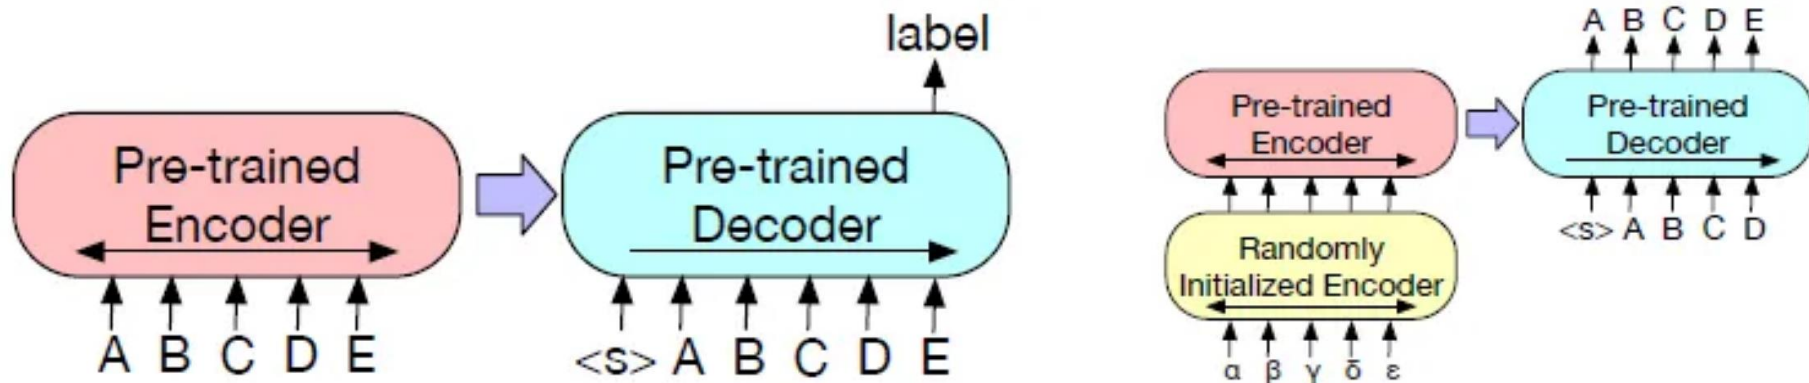 label
Pre-trained
Encoder
Pre-trained
Decoder
A B C D E
<s> A B C D E
A B C D E
Pre-trained
Encoder
Pre-trained
Decoder
<s> A B C D
Randomly
Initialized Encoder
α β γ δ ε